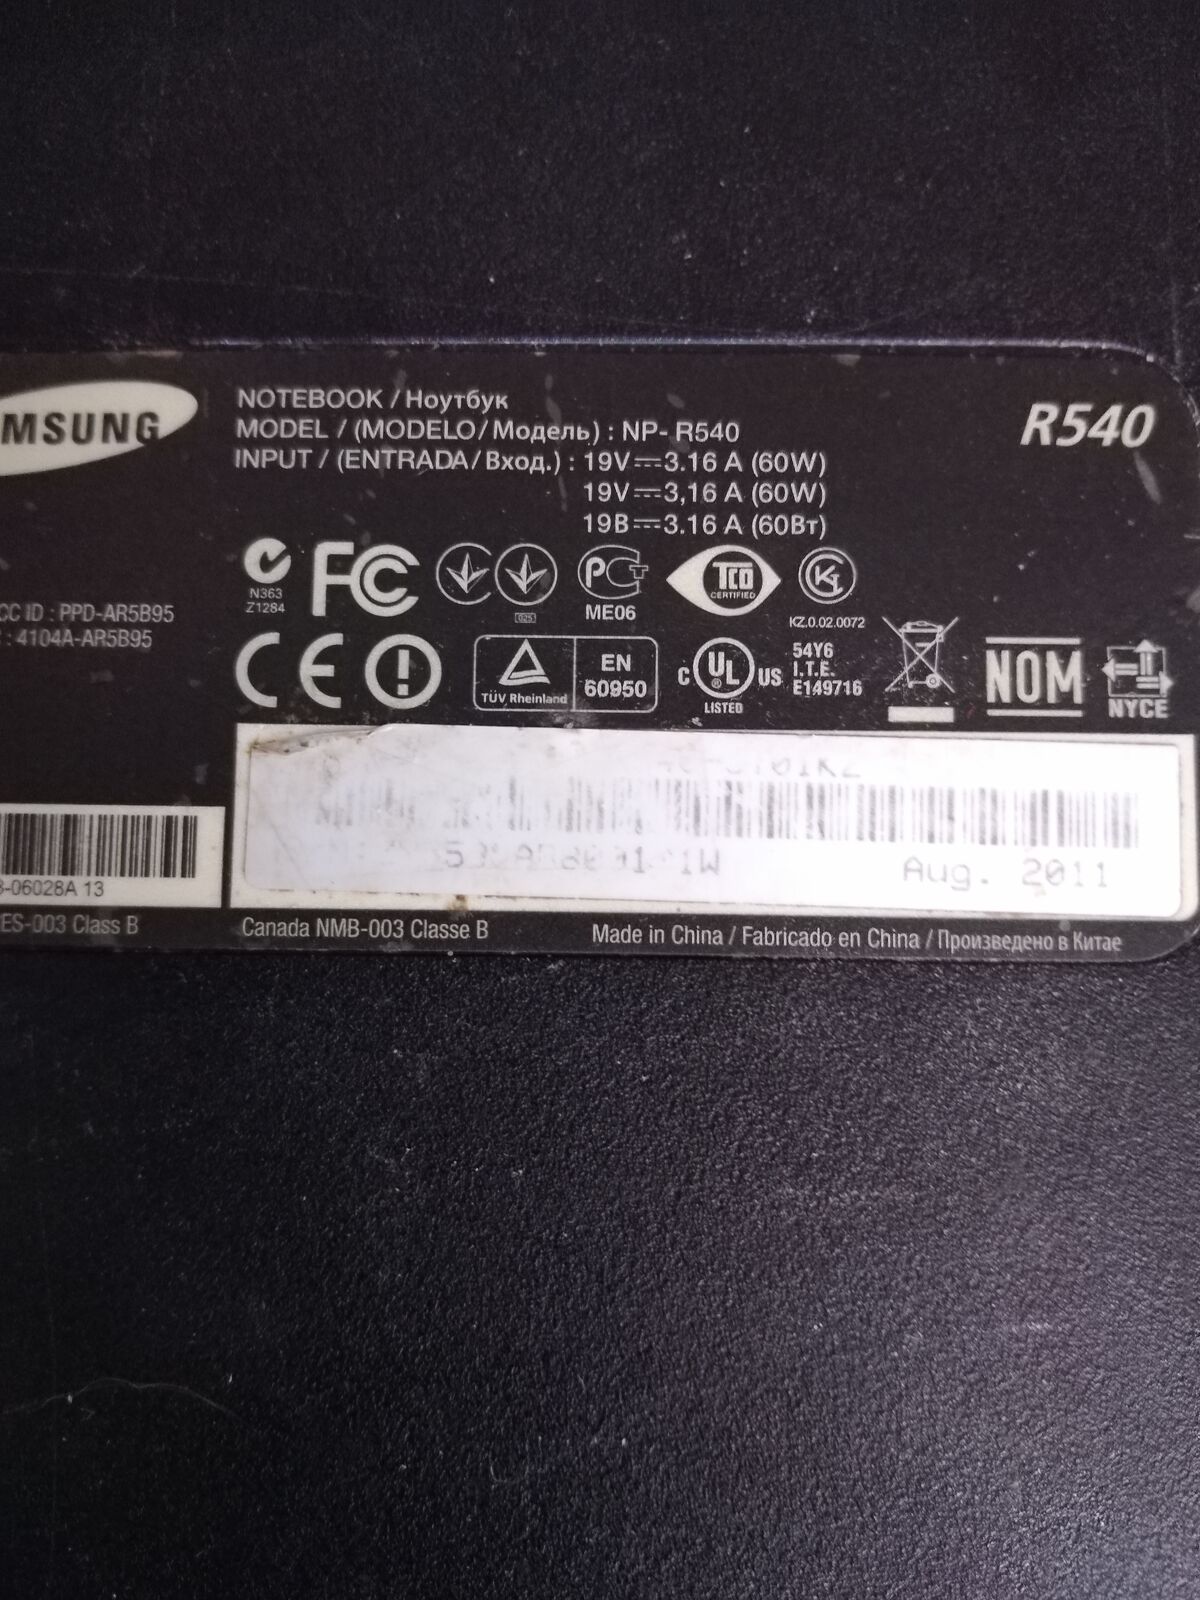 MSUNG
NOTEBOOK / Ноутбук
MODEL / (MODELO/Модель) : NP- R540
INPUT / (ENTRADA/Вход.) : 19V⎓3.16 A (60W)
19V⎓3,16 A (60W)
19В⎓3.16 А (60Вт)
R540
N363
Z1284
FC
025
РСТ
ME06
TCO
CERTIFIED
KZ.0.02.0072
CC ID : PPD-AR5B95
: 4104A-AR5B95
CE
TÜV Rheinland
EN
60950
C UL US
®
LISTED
54Y6
I.T.E.
E149716
NOM
NYCE
-06028A 13
Aug. 2011
ES-003 Class B
Canada NMB-003 Classe B
Made in China / Fabricado en China / Произведено в Китае